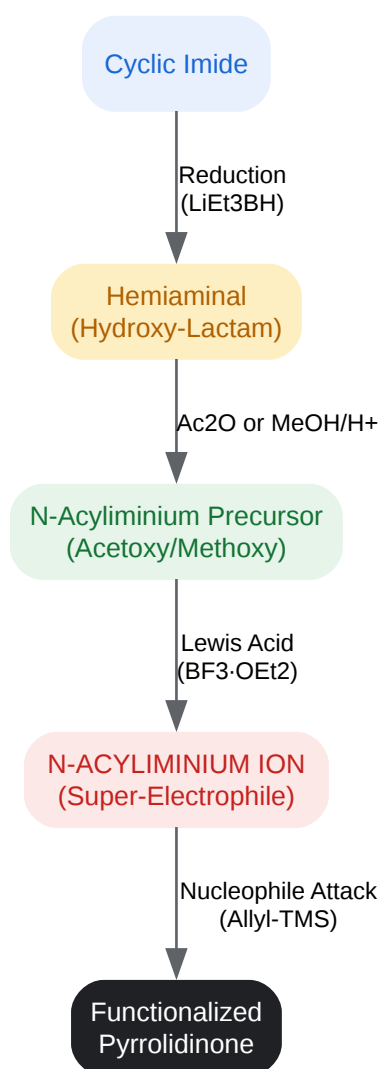 Cyclic Imide
Reduction
(LiEt3BH)
Hemiaminal
(Hydroxy-Lactam)
Ac2O or MeOH/H+
N-Acyliminium Precursor
(Acetoxy/Methoxy)
Lewis Acid
(BF3·OEt2)
N-ACYLIMINIUM ION
(Super-Electrophile)
Nucleophile Attack
(Allyl-TMS)
Functionalized
Pyrrolidinone